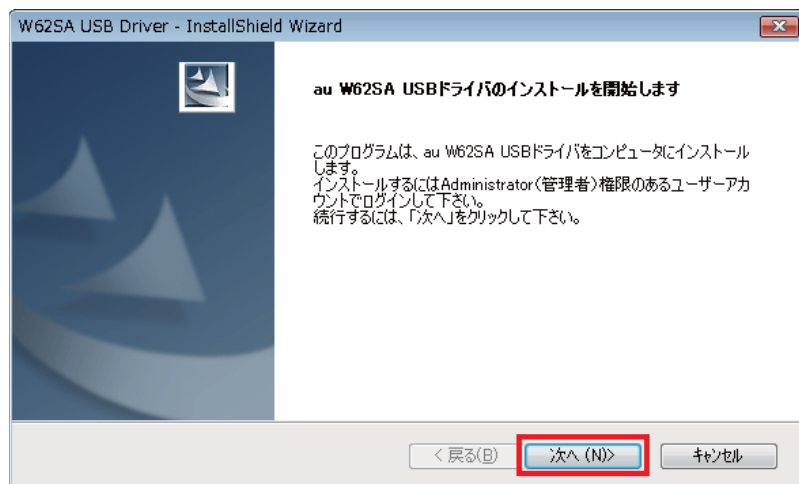 W62SA USB Driver - InstallShield Wizard
au W62SA USBドライバのインストールを開始します
このプログラムは、au W62SA USBドライバをコンピュータにインストール
します。
インストールするにはAdministrator(管理者)権限のあるユーザーアカ
ウントでログインして下さい。
続行するには、「次へ」をクリックして下さい。
< 戻る(B)
次へ (N)>
キャンセル